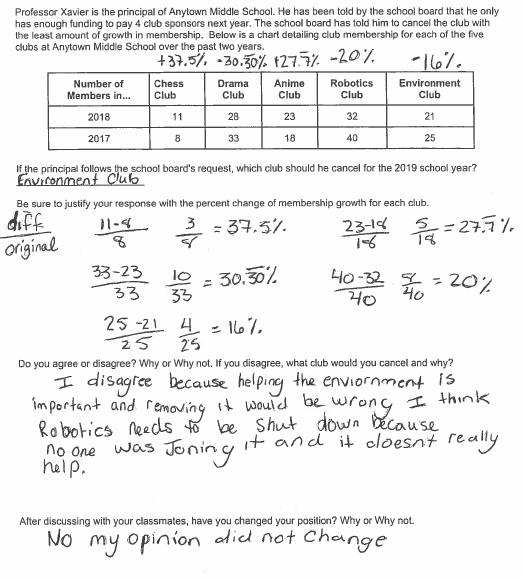 Professor Xavier is the principal of Anytown Middle School. He has been told by the school board that he only
has enough funding to pay 4 club sponsors next year. The school board has told him to cancel the club with
the least amount of growth in membership. Below is a chart detailing club membership for each of the five
clubs at Anytown Middle School over the past two years.
+37.5% -30.30% +27.7% -20% -16%
Number of Members in... Chess Club Drama Club Anime Club Robotics Club Environment Club
2018 11 28 23 32 21
2017 8 33 18 40 25
If the principal follows the school board's request, which club should he cancel for the 2019 school year?
Environment Club
Be sure to justify your response with the percent change of membership growth for each club.
diff/original 11-8/8 3/8 = 37.5% 23-18/18 5/18 = 27.7%
33-23/33 10/33 = 30.30% 40-32/40 8/40 = 20%
25-21/25 4/25 = 16%
Do you agree or disagree? Why or Why not. If you disagree, what club would you cancel and why?
I disagree because helping the enviornment is
important and removing it would be wrong I think
Robotics needs to be shut down because
no one was Joning it and it doesnt really
help.
After discussing with your classmates, have you changed your position? Why or Why not.
No my opinion did not change